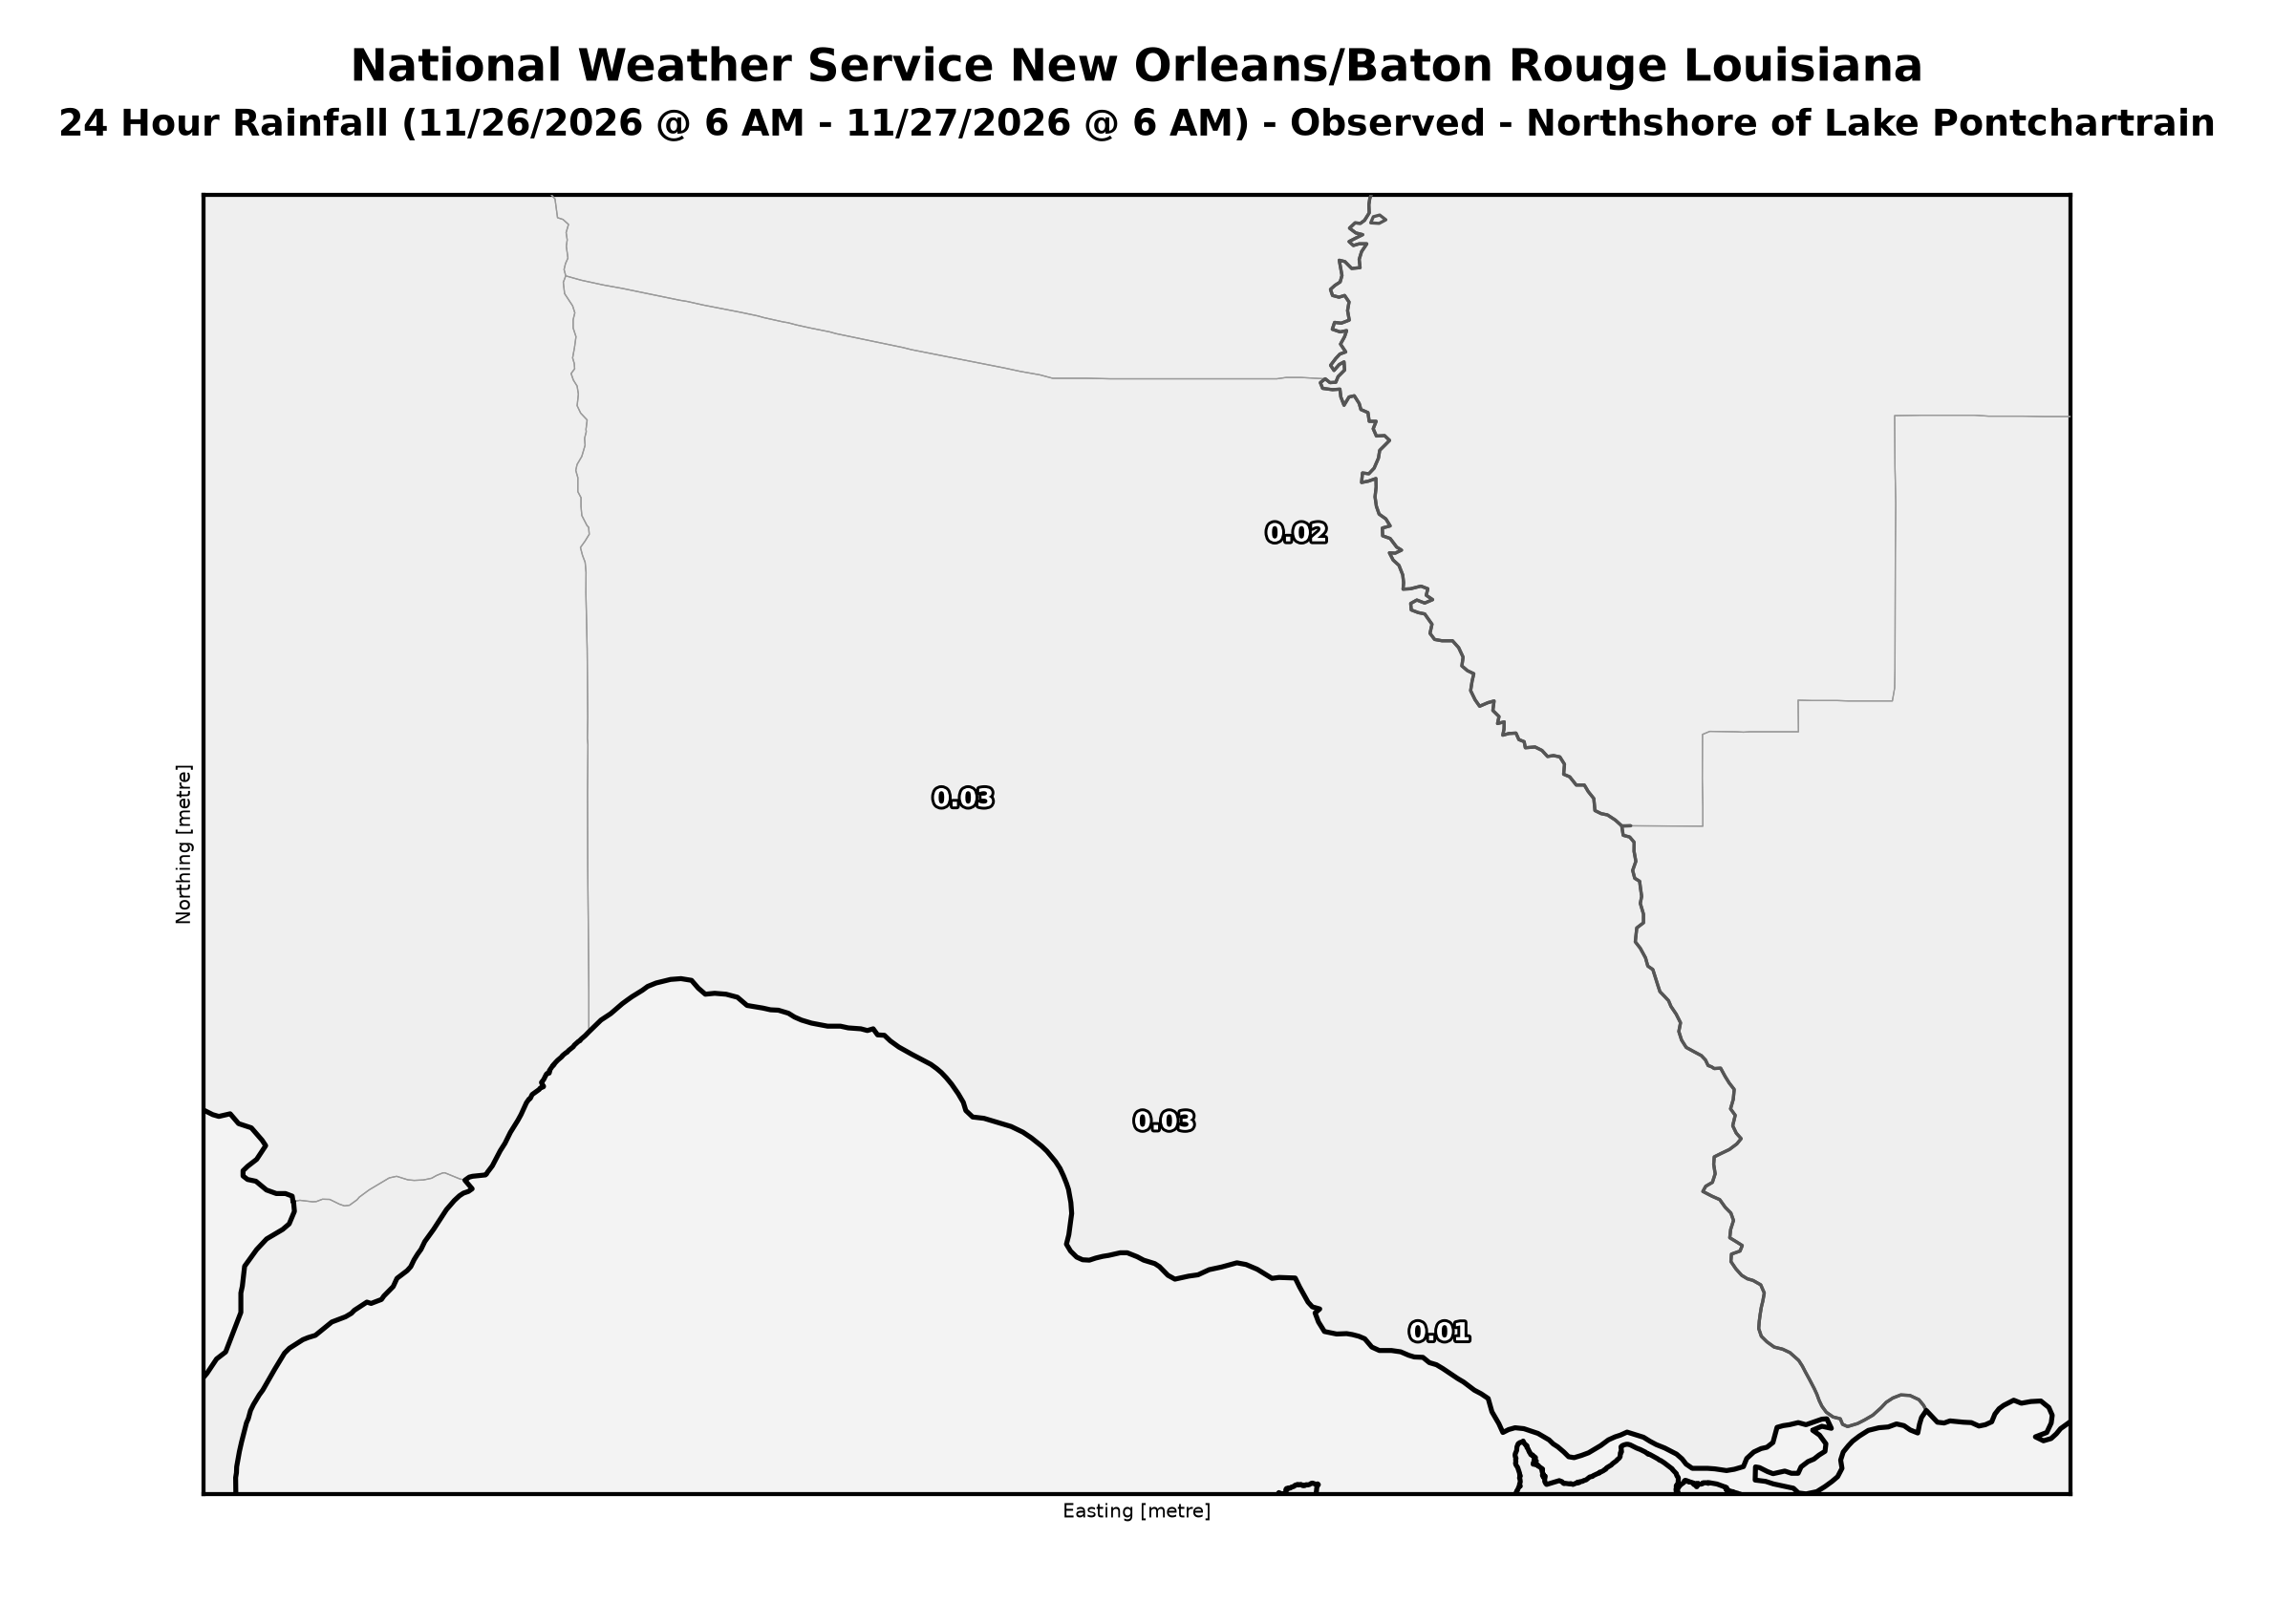 National Weather Service New Orleans/Baton Rouge Louisiana
24 Hour Rainfall (11/26/2026 @ 6 AM - 11/27/2026 @ 6 AM) - Observed - Northshore of Lake Pontchartrain
0.02
0.03
Northing [metre]
0.03
0.01
Easting [metre]